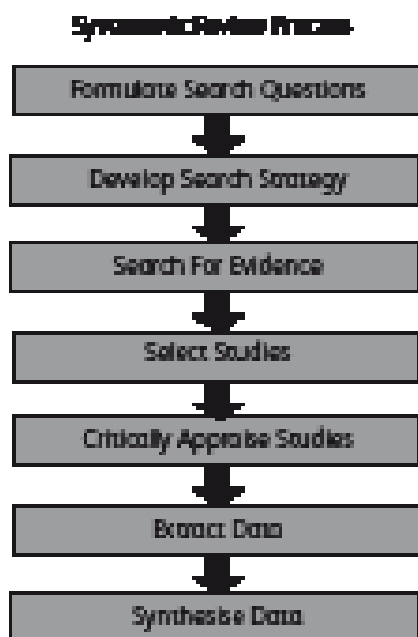 Systematic Review Process
Formulate Search Questions
Develop Search Strategy
Search For Evidence
Select Studies
Critically Appraise Studies
Extract Data
Synthesise Data